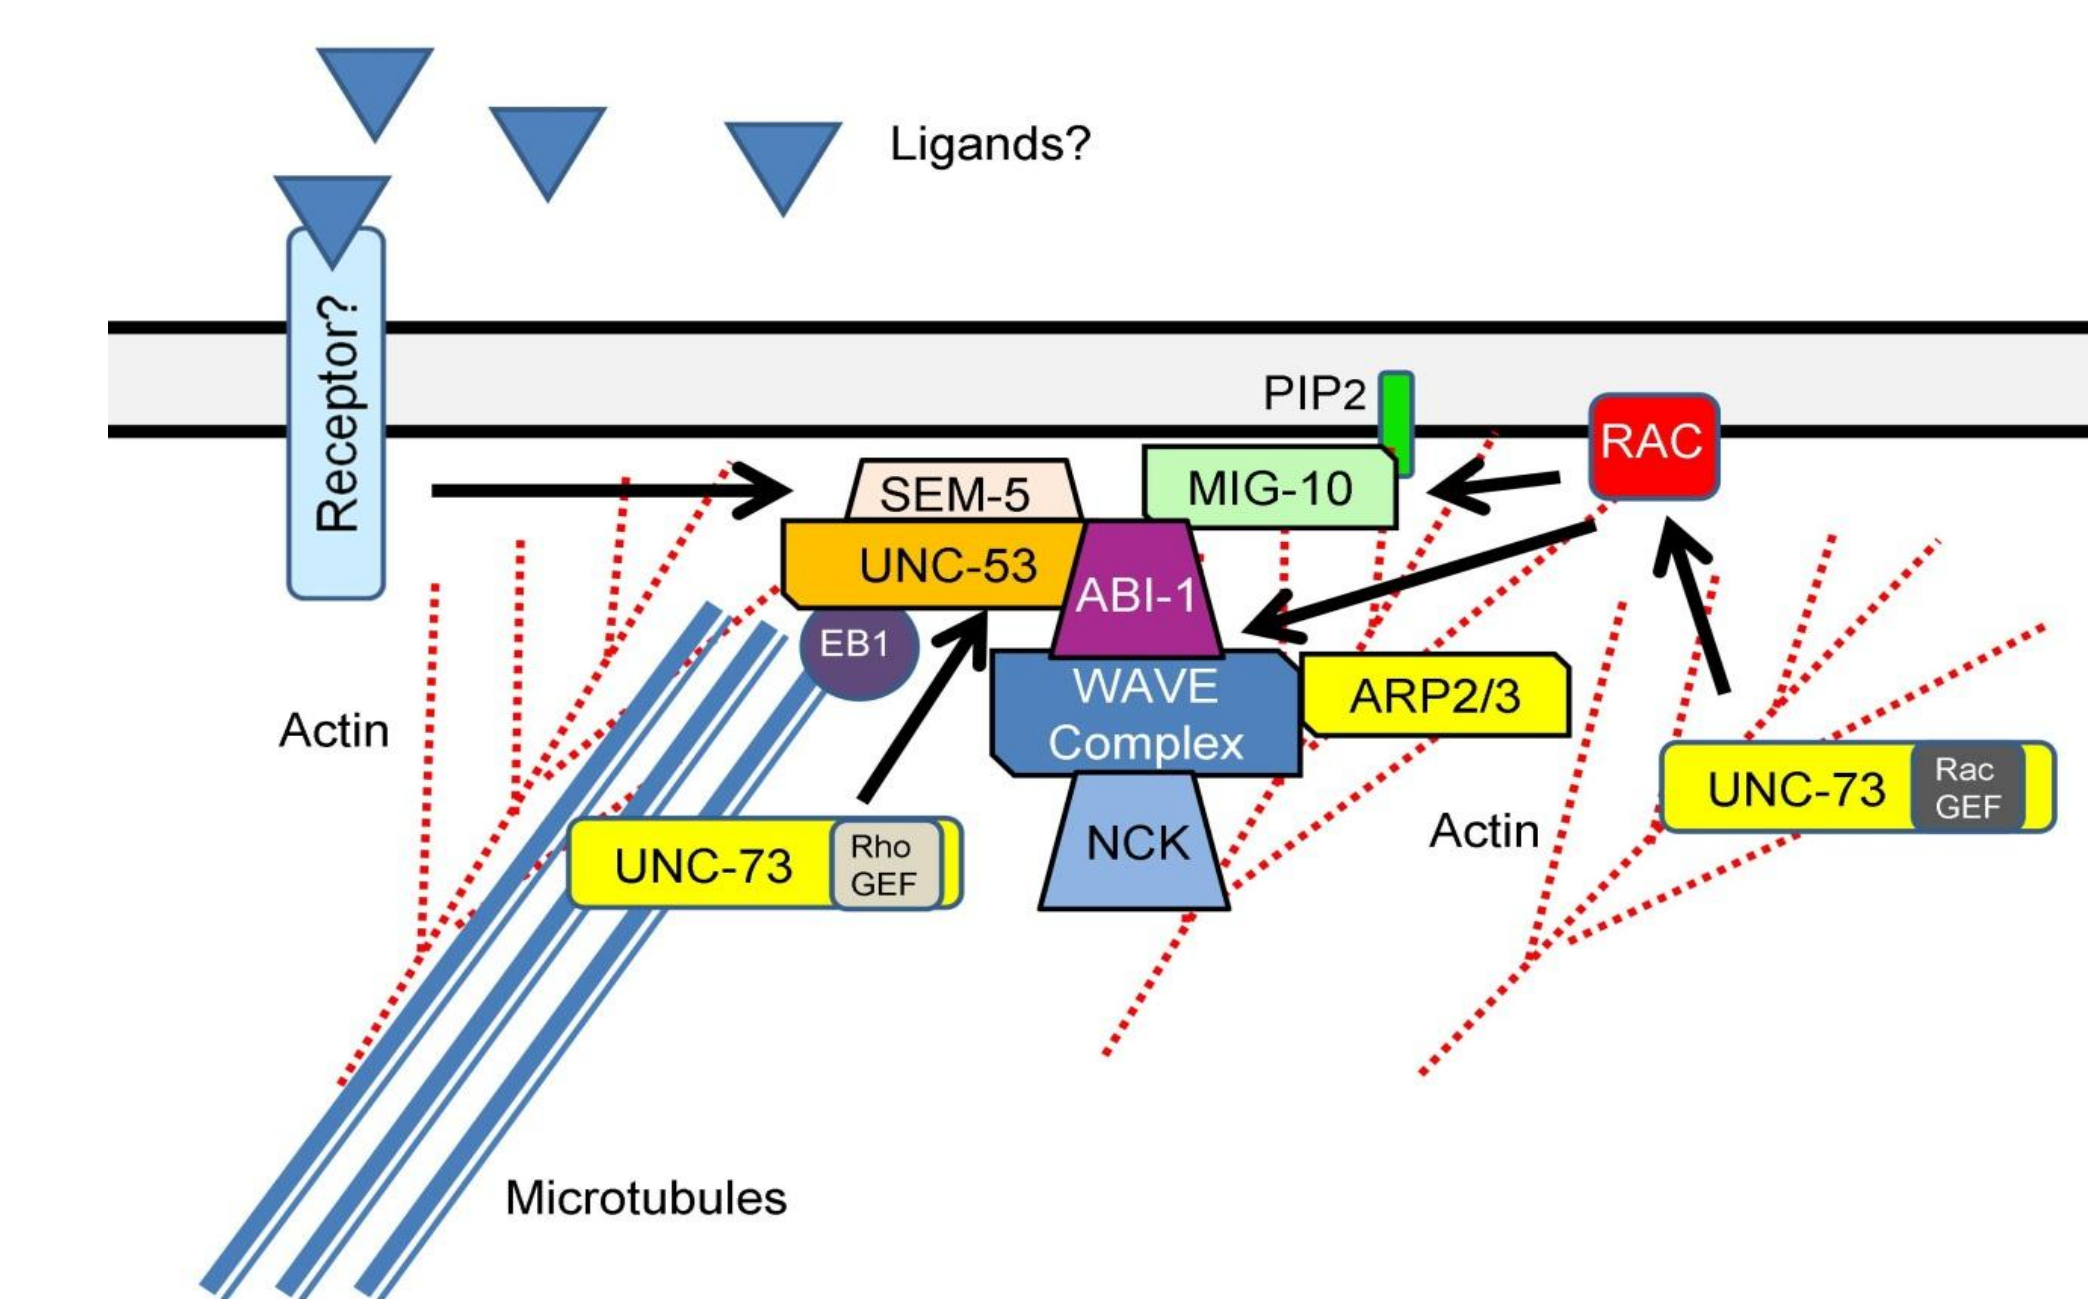 Ligands?
Receptor?
PIP2
RAC
SEM-5
MIG-10
UNC-53
ABI-1
EB1
WAVE
Complex
ARP2/3
Actin
UNC-73
Rac
GEF
NCK
Actin
UNC-73
Rho
GEF
Microtubules